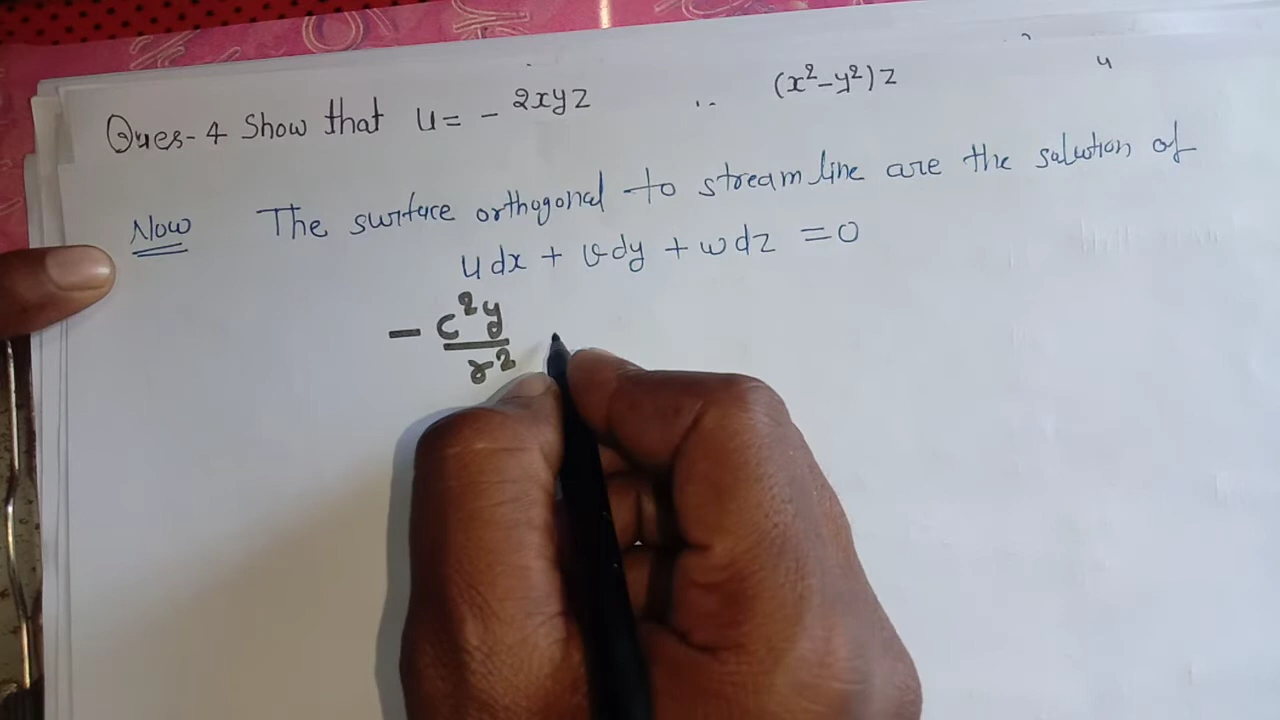 Ques-4 Show that u = - 2xyz (x²-y²)z y
Now The surface orthogonal to stream line are the solution of
udx + vdy + wdz = 0
- c²y/r²